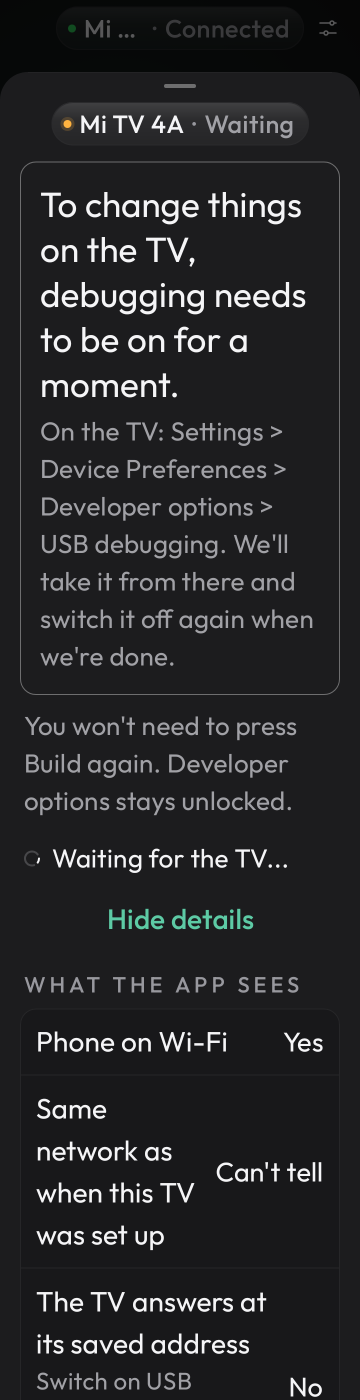 Mi ... · Connected
Mi TV 4A · Waiting
To change things
on the TV,
debugging needs
to be on for a
moment.
On the TV: Settings >
Device Preferences >
Developer options >
USB debugging. We'll
take it from there and
switch it off again when
we're done.
You won't need to press
Build again. Developer
options stays unlocked.
Waiting for the TV...
Hide details
WHAT THE APP SEES
Phone on Wi-Fi Yes
Same
network as
when this TV
was set up
Can't tell
The TV answers at
its saved address
Switch on USB
No